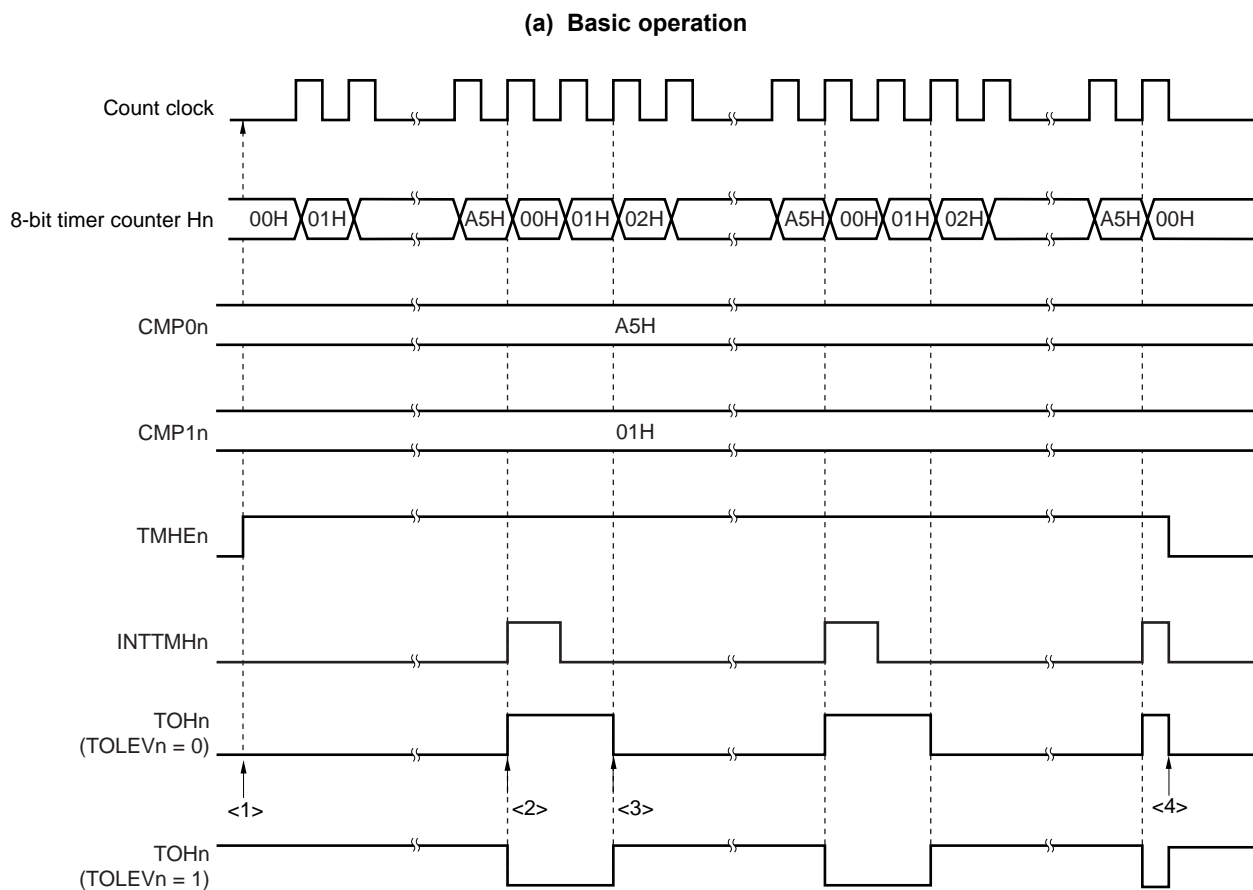 (a) Basic operation
Count clock
8-bit timer counter Hn
00H 01H A5H 00H 01H 02H A5H 00H 01H 02H A5H 00H
CMP0n
A5H
CMP1n
01H
TMHEn
INTTMHn
TOHn
(TOLEVn = 0)
<1> <2> <3> <4>
TOHn
(TOLEVn = 1)